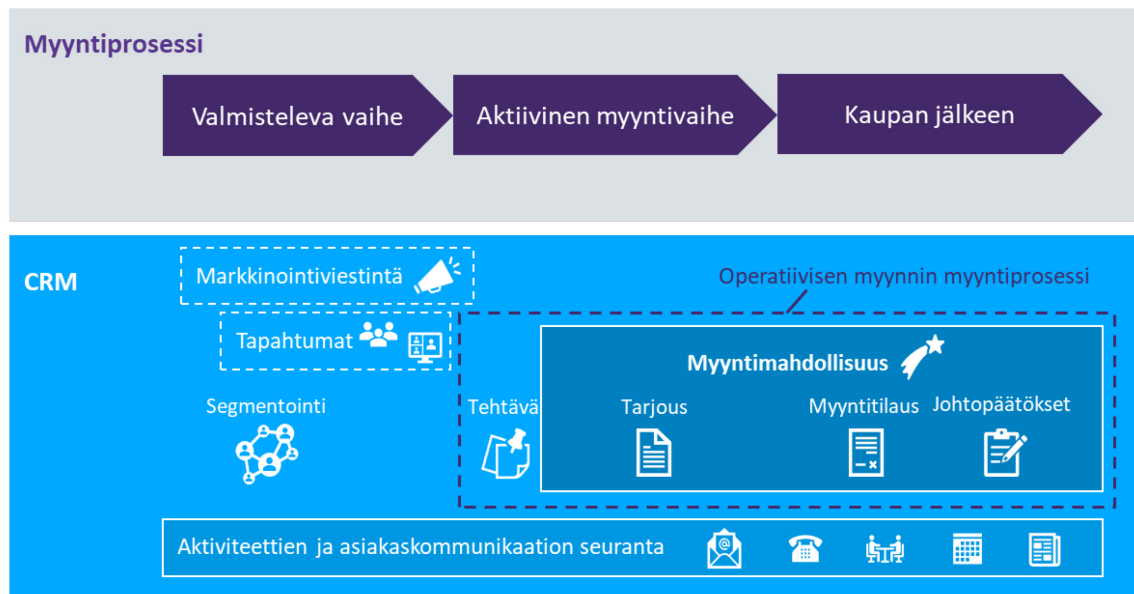 Myyntiprosessi
Valmisteleva vaihe
Aktiivinen myyntivaihe
Kaupan jälkeen
CRM
Markkinointiviestintä
Operatiivisen myynnin myyntiprosessi
Tapahtumat
Myyntimahdollisuus
Segmentointi
Tehtävä
Tarjous
Myyntitilaus
Johtopäätökset
Aktiviteettien ja asiakaskommunikaation seuranta